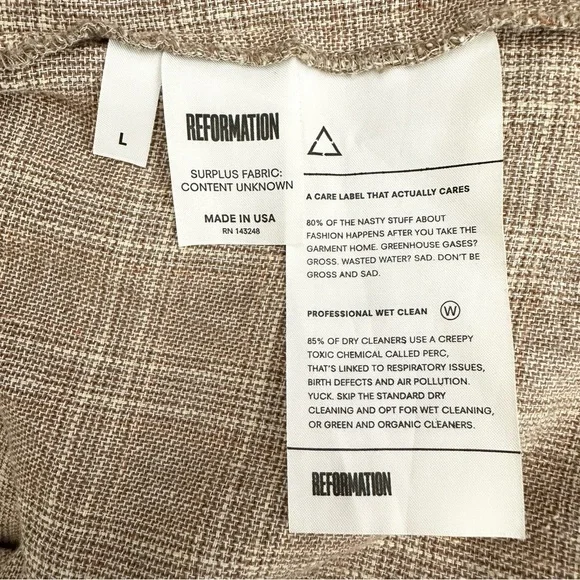 L
REFORMATION
SURPLUS FABRIC:
CONTENT UNKNOWN
MADE IN USA
RN 143248
A CARE LABEL THAT ACTUALLY CARES
80% OF THE NASTY STUFF ABOUT
FASHION HAPPENS AFTER YOU TAKE THE
GARMENT HOME. GREENHOUSE GASES?
GROSS. WASTED WATER? SAD. DON'T BE
GROSS AND SAD.
PROFESSIONAL WET CLEAN W
85% OF DRY CLEANERS USE A CREEPY
TOXIC CHEMICAL CALLED PERC,
THAT'S LINKED TO RESPIRATORY ISSUES,
BIRTH DEFECTS AND AIR POLLUTION.
YUCK. SKIP THE STANDARD DRY
CLEANING AND OPT FOR WET CLEANING,
OR GREEN AND ORGANIC CLEANERS.
REFORMATION